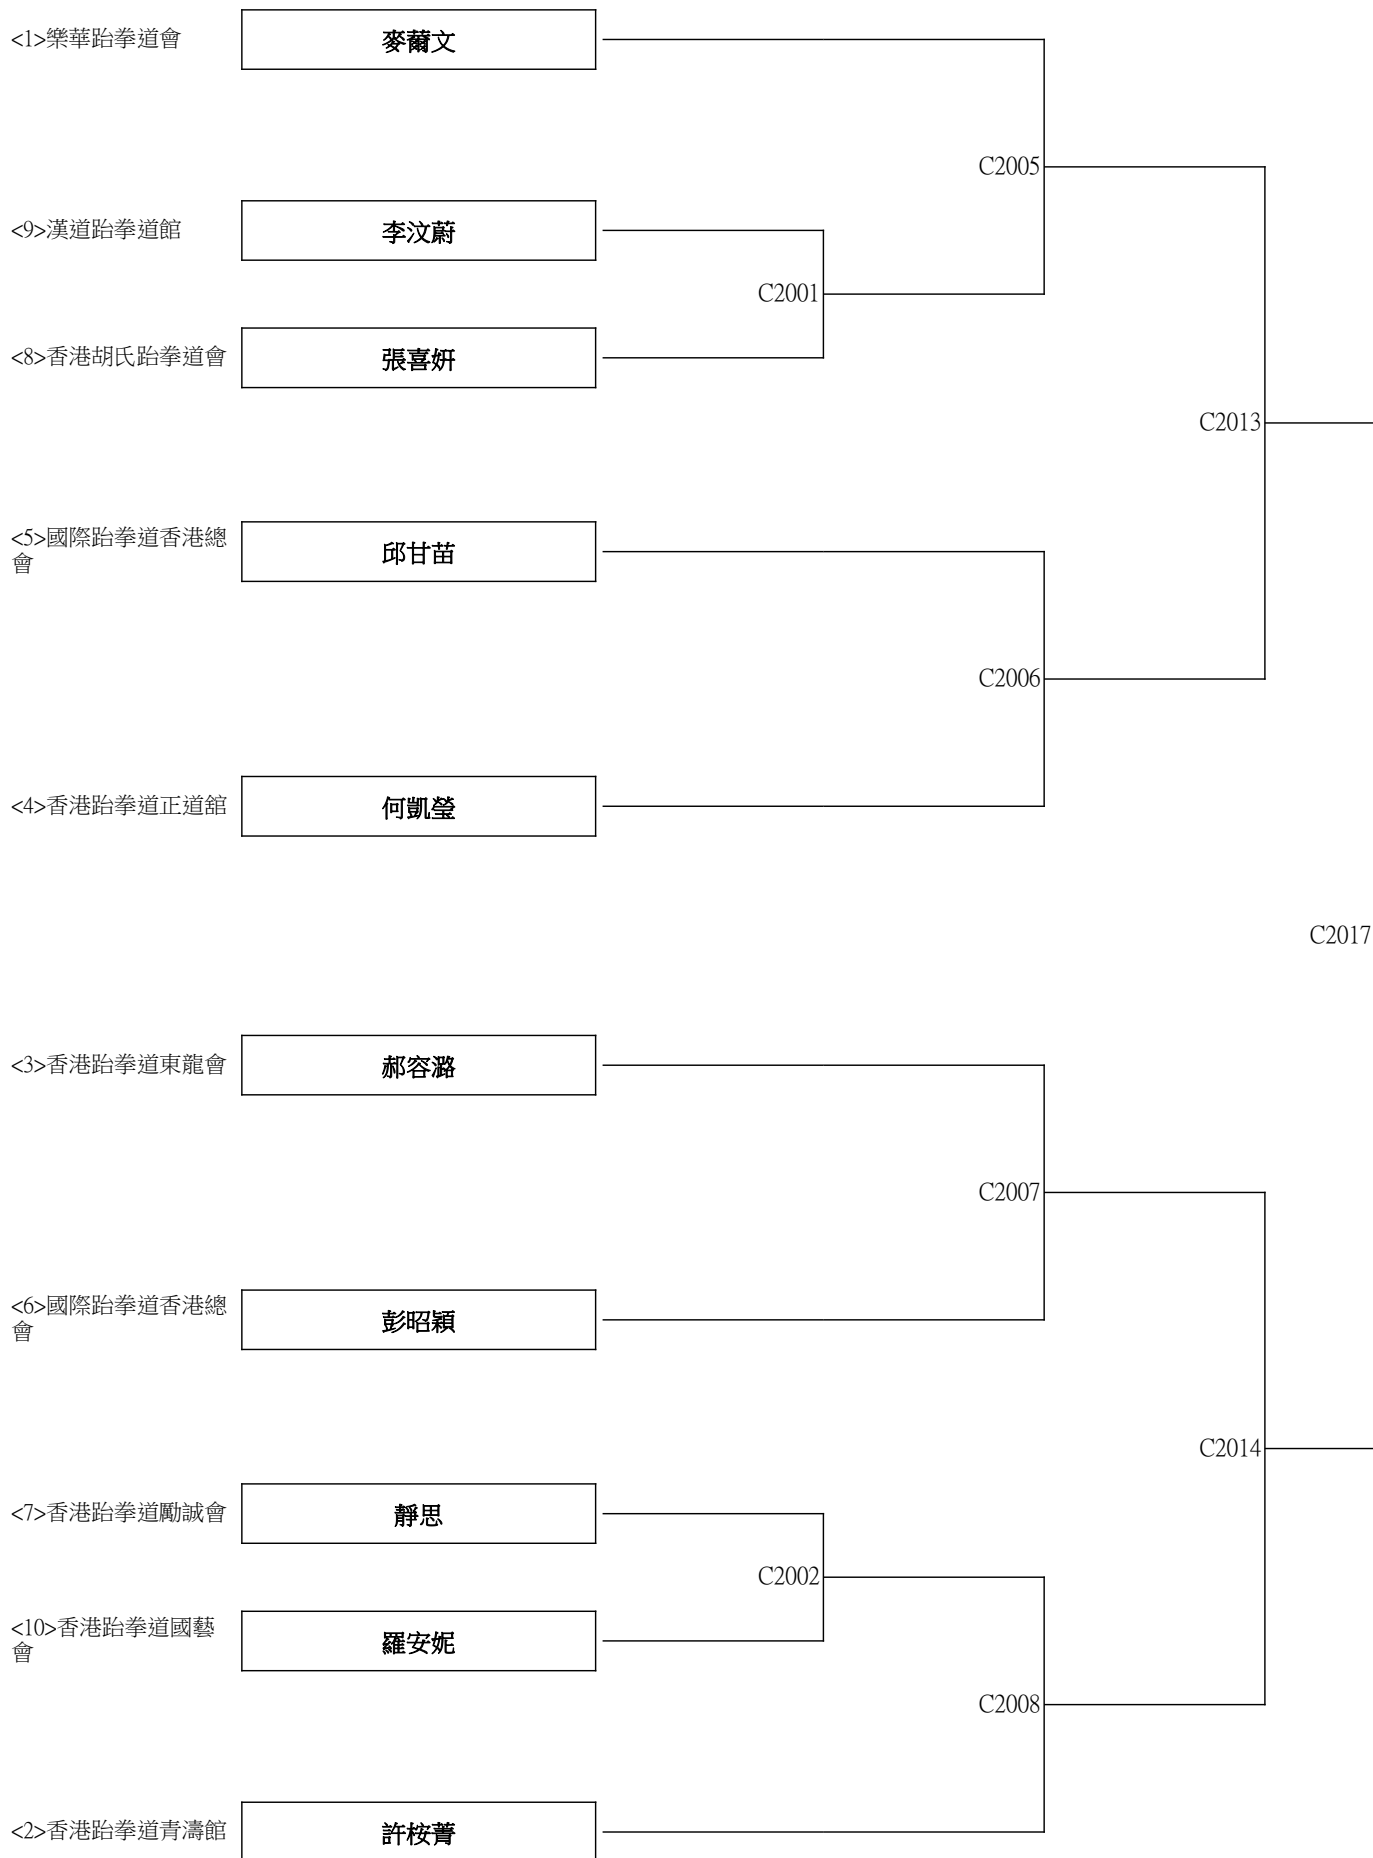 <1>樂華跆拳道會
麥薾文
C2005
<9>漢道跆拳道館
李汶蔚
C2001
<8>香港胡氏跆拳道會
張喜妍
C2013
<5>國際跆拳道香港總
會
邱甘苗
C2006
<4>香港跆拳道正道舘
何凱瑩
C2017
<3>香港跆拳道東龍會
郝容潞
C2007
<6>國際跆拳道香港總
會
彭昭穎
C2014
<7>香港跆拳道勵誠會
靜思
C2002
<10>香港跆拳道國藝
會
羅安妮
C2008
<2>香港跆拳道青濤館
許桉菁